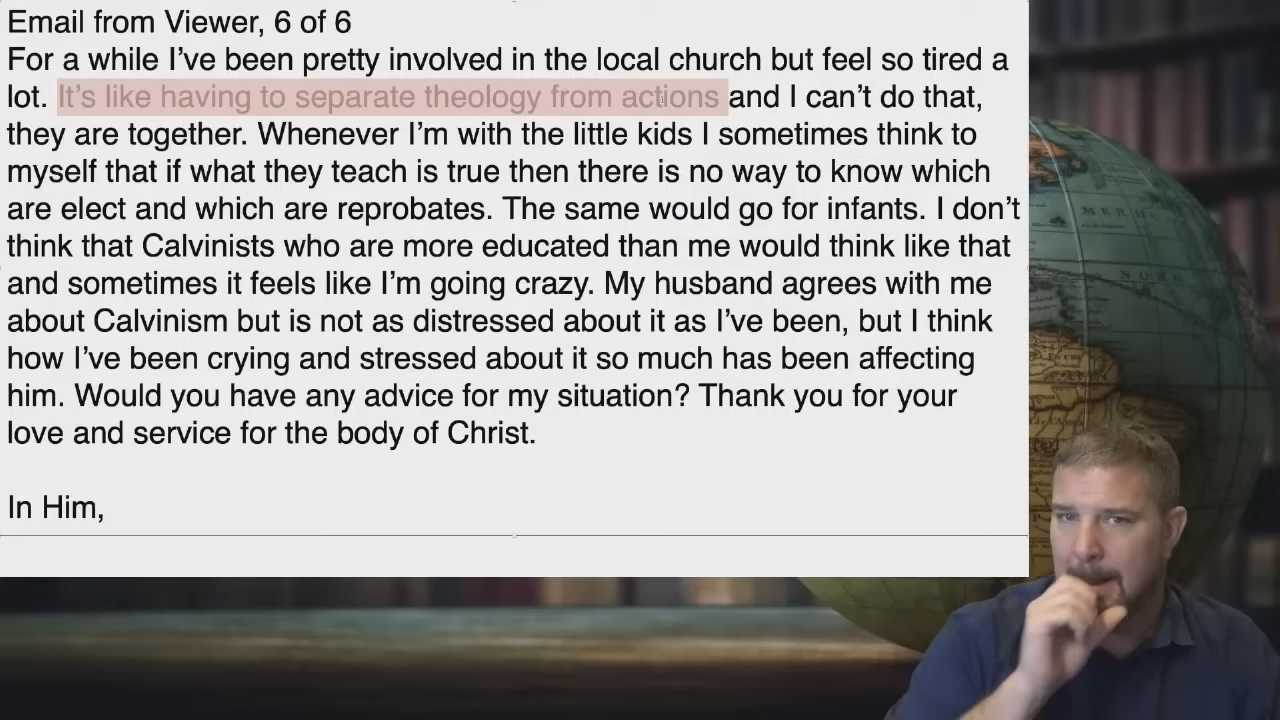 Email from Viewer, 6 of 6
For a while I’ve been pretty involved in the local church but feel so tired a
lot. It’s like having to separate theology from actions and I can’t do that,
they are together. Whenever I’m with the little kids I sometimes think to
myself that if what they teach is true then there is no way to know which
are elect and which are reprobates. The same would go for infants. I don’t
think that Calvinists who are more educated than me would think like that
and sometimes it feels like I’m going crazy. My husband agrees with me
about Calvinism but is not as distressed about it as I’ve been, but I think
how I’ve been crying and stressed about it so much has been affecting
him. Would you have any advice for my situation? Thank you for your
love and service for the body of Christ.
In Him,